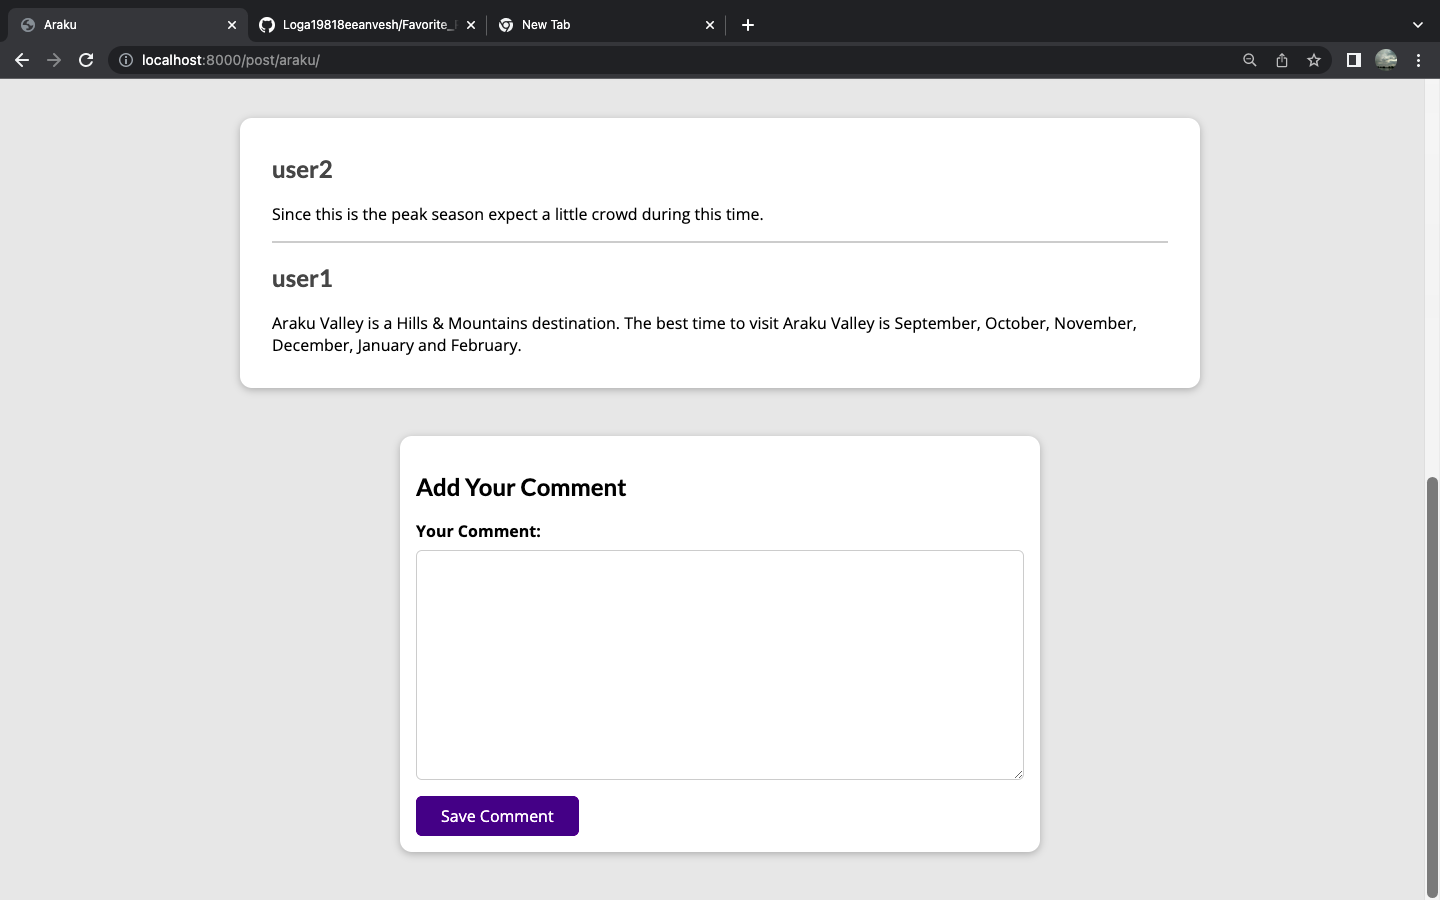 Araku
Loga19818eeanvesh/Favorite_
New Tab
localhost:8000/post/araku/
user2
Since this is the peak season expect a little crowd during this time.
user1
Araku Valley is a Hills & Mountains destination. The best time to visit Araku Valley is September, October, November,
December, January and February.
Add Your Comment
Your Comment:
Save Comment